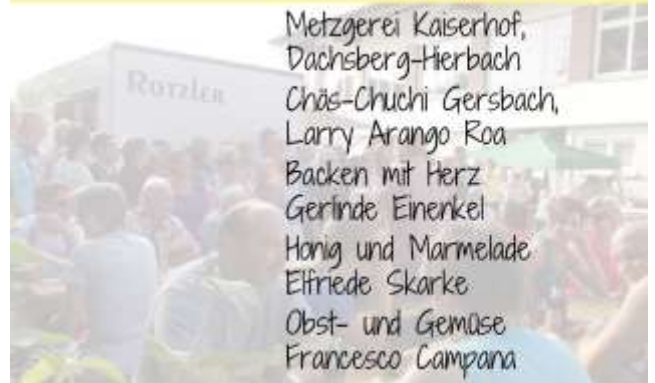 Metzgerei Kaiserhof,
Dachsberg-Hierbach
Chäs-Chuchi Gersbach,
Larry Arango Roa
Backen mit Herz
Gerlinde Einenkel
Honig und Marmelade
Elfriede Skarke
Obst- und Gemüse
Francesco Campana
Rotzler